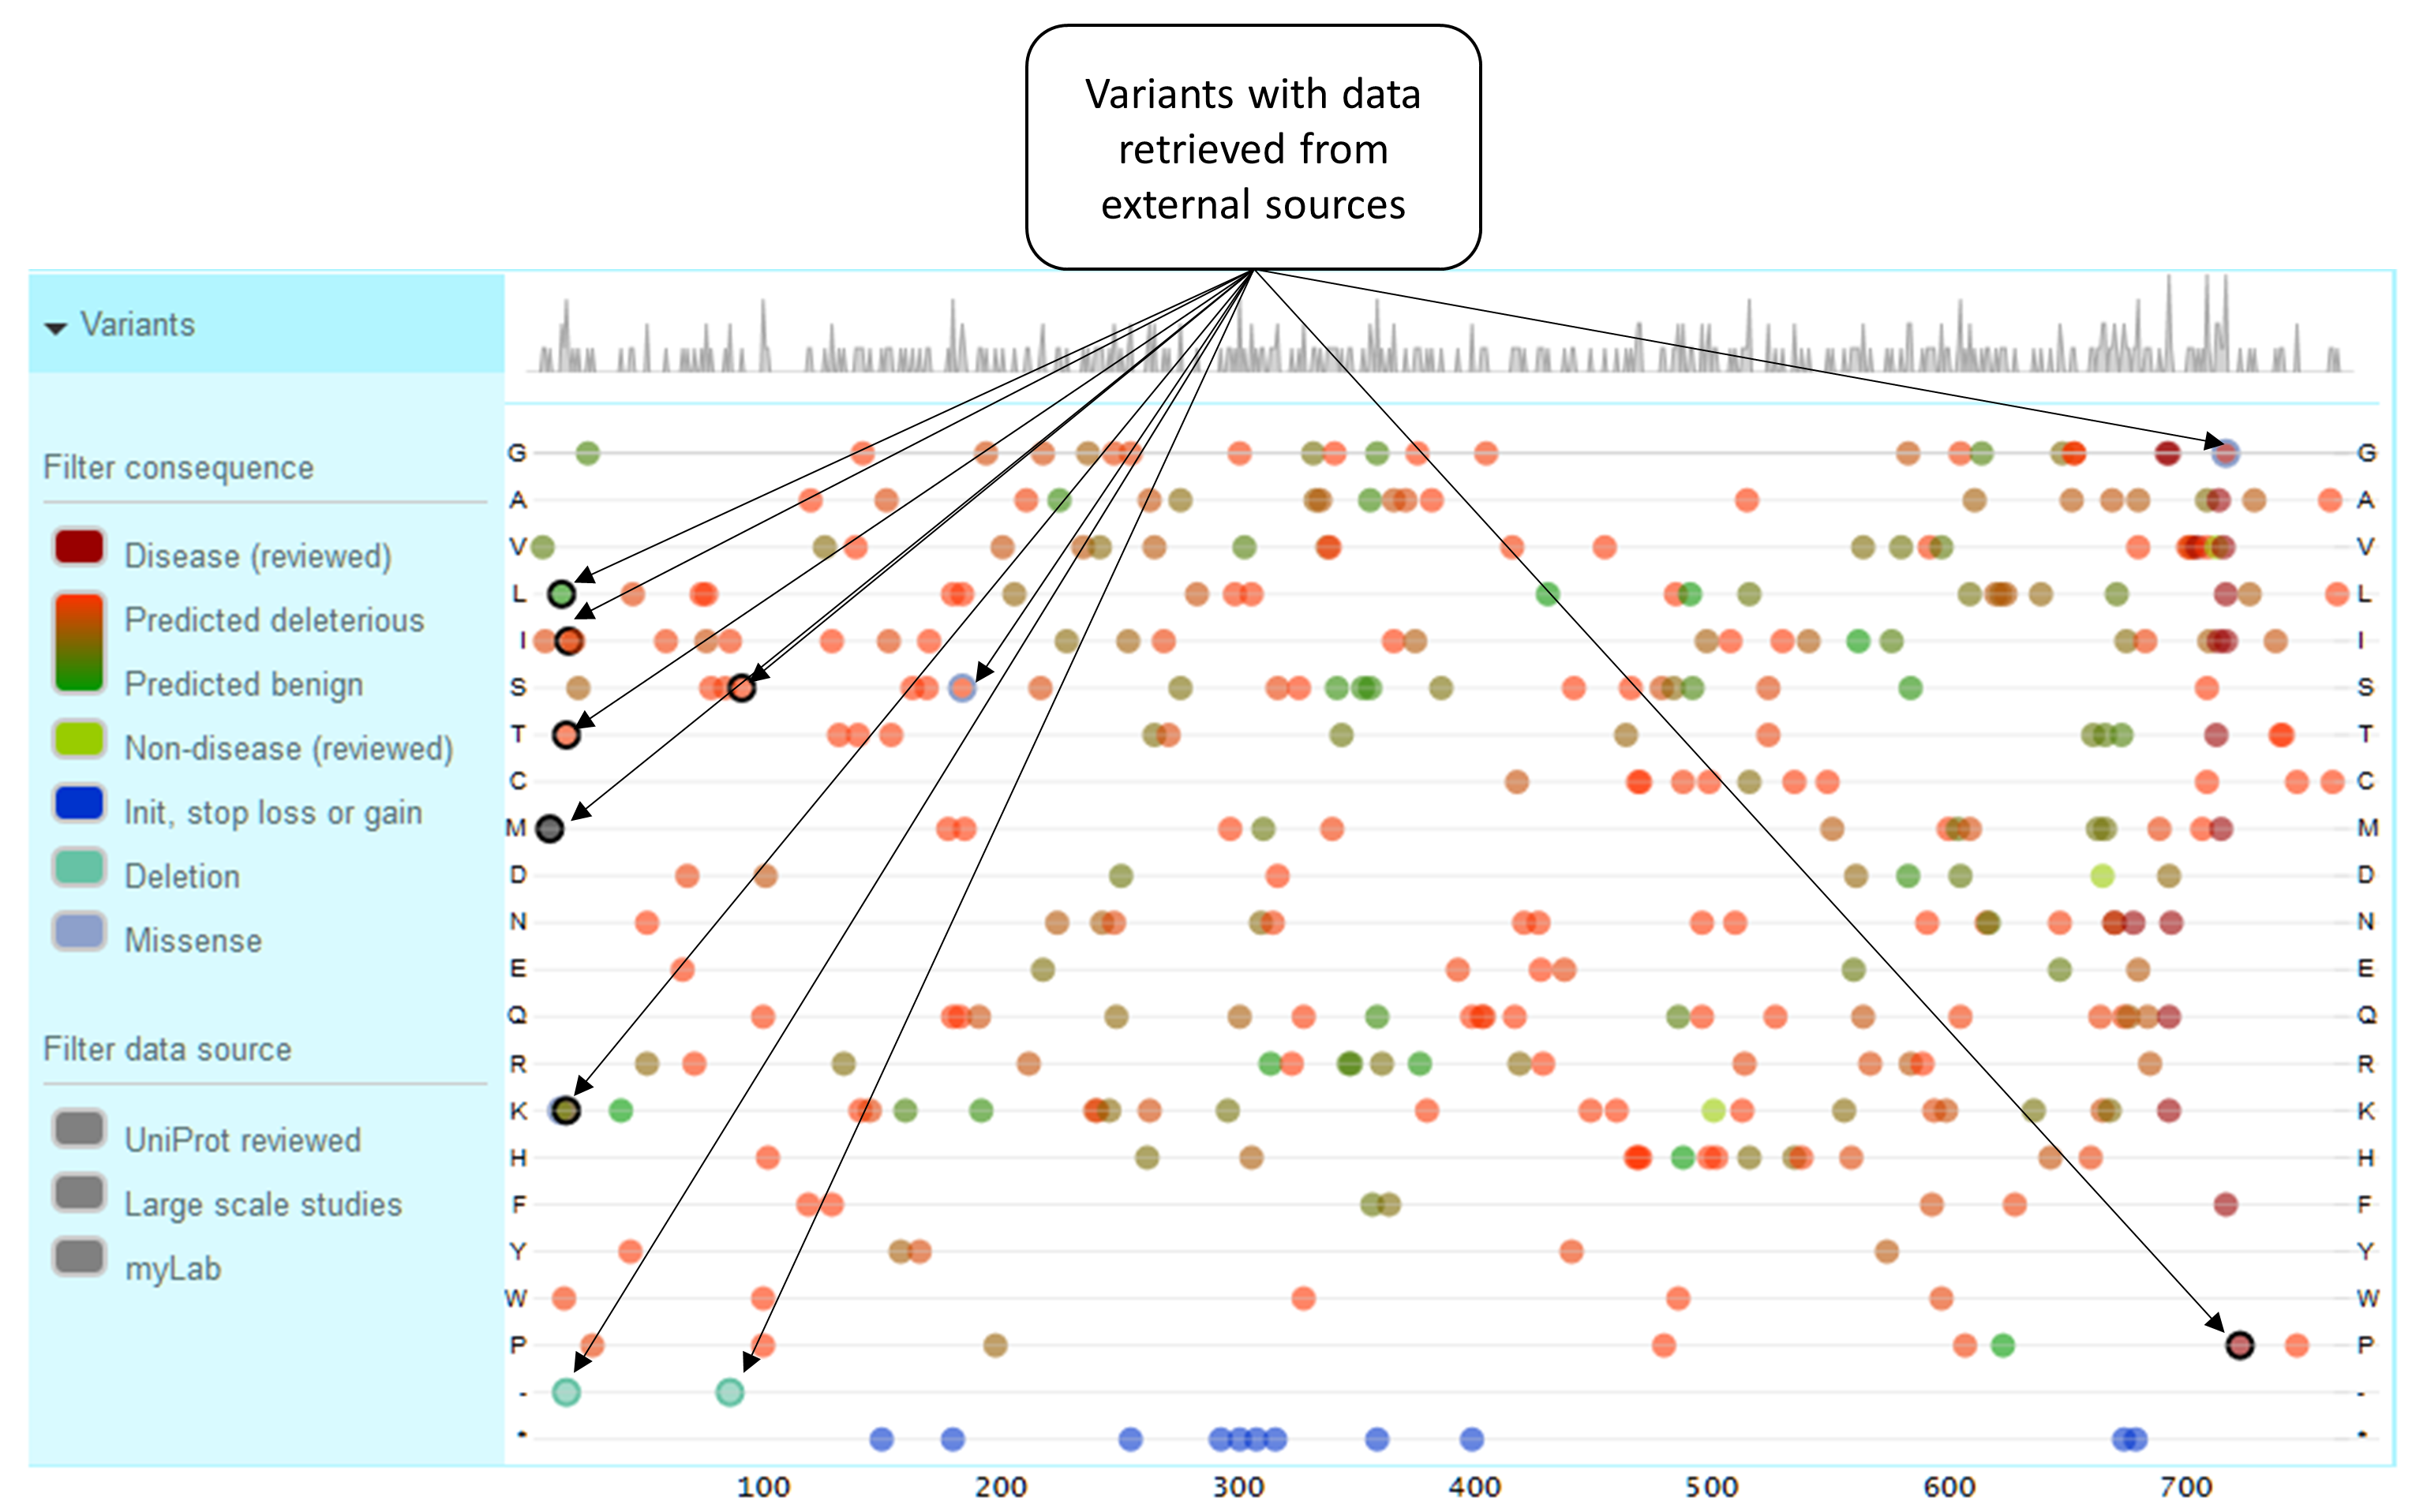 Variants with data
retrieved from
external sources
Variants
Filter consequence
Disease (reviewed)
Predicted deleterious
Predicted benign
Non-disease (reviewed)
Init, stop loss or gain
Deletion
Missense
Filter data source
UniProt reviewed
Large scale studies
myLab
G G
A A
V V
L L
I I
S S
T T
C C
M M
D D
N N
E E
Q Q
R R
K K
H H
F F
Y Y
W W
P P
- -
* *
100 200 300 400 500 600 700